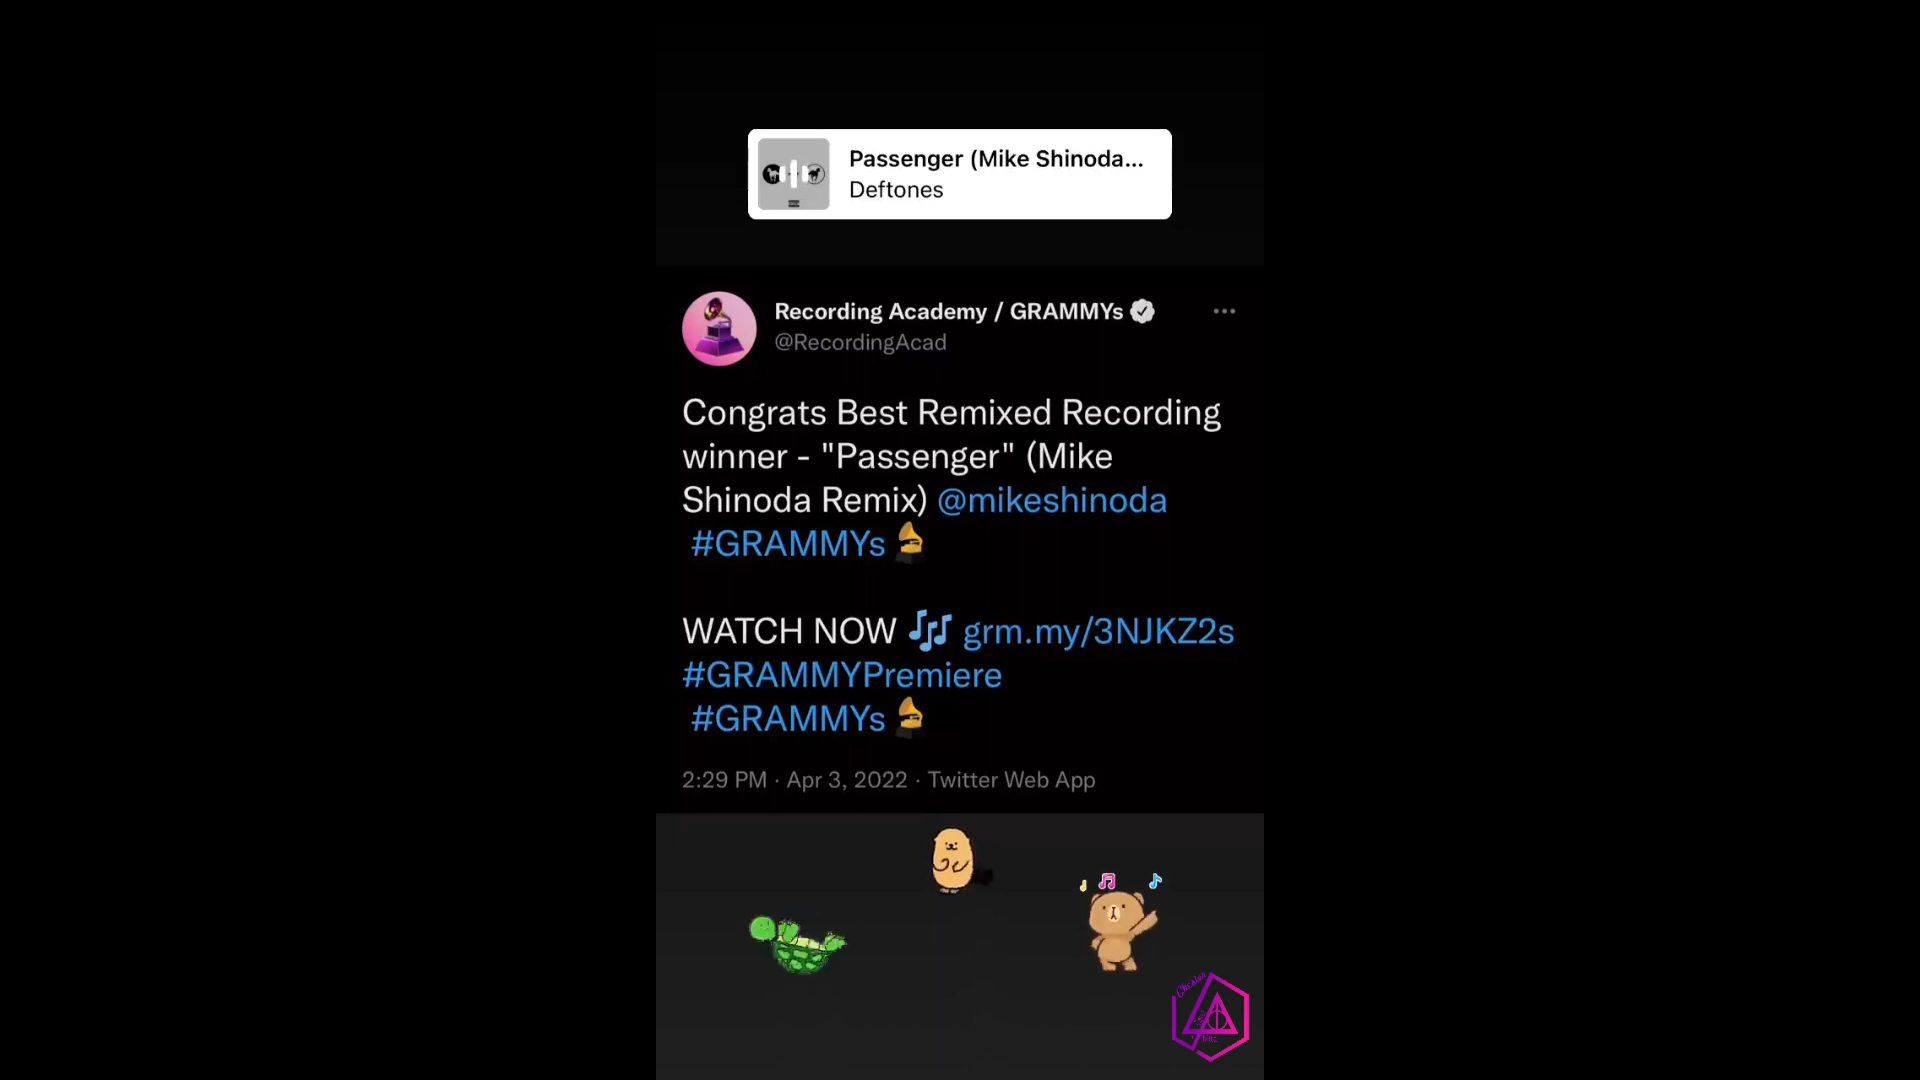 Passenger (Mike Shinoda...
Deftones
Recording Academy / GRAMMYs
@RecordingAcad
Congrats Best Remixed Recording
winner - "Passenger" (Mike
Shinoda Remix) @mikeshinoda
#GRAMMYs
WATCH NOW 🎶 grm.my/3NJKZ2s
#GRAMMYPremiere
#GRAMMYs
2:29 PM · Apr 3, 2022 · Twitter Web App